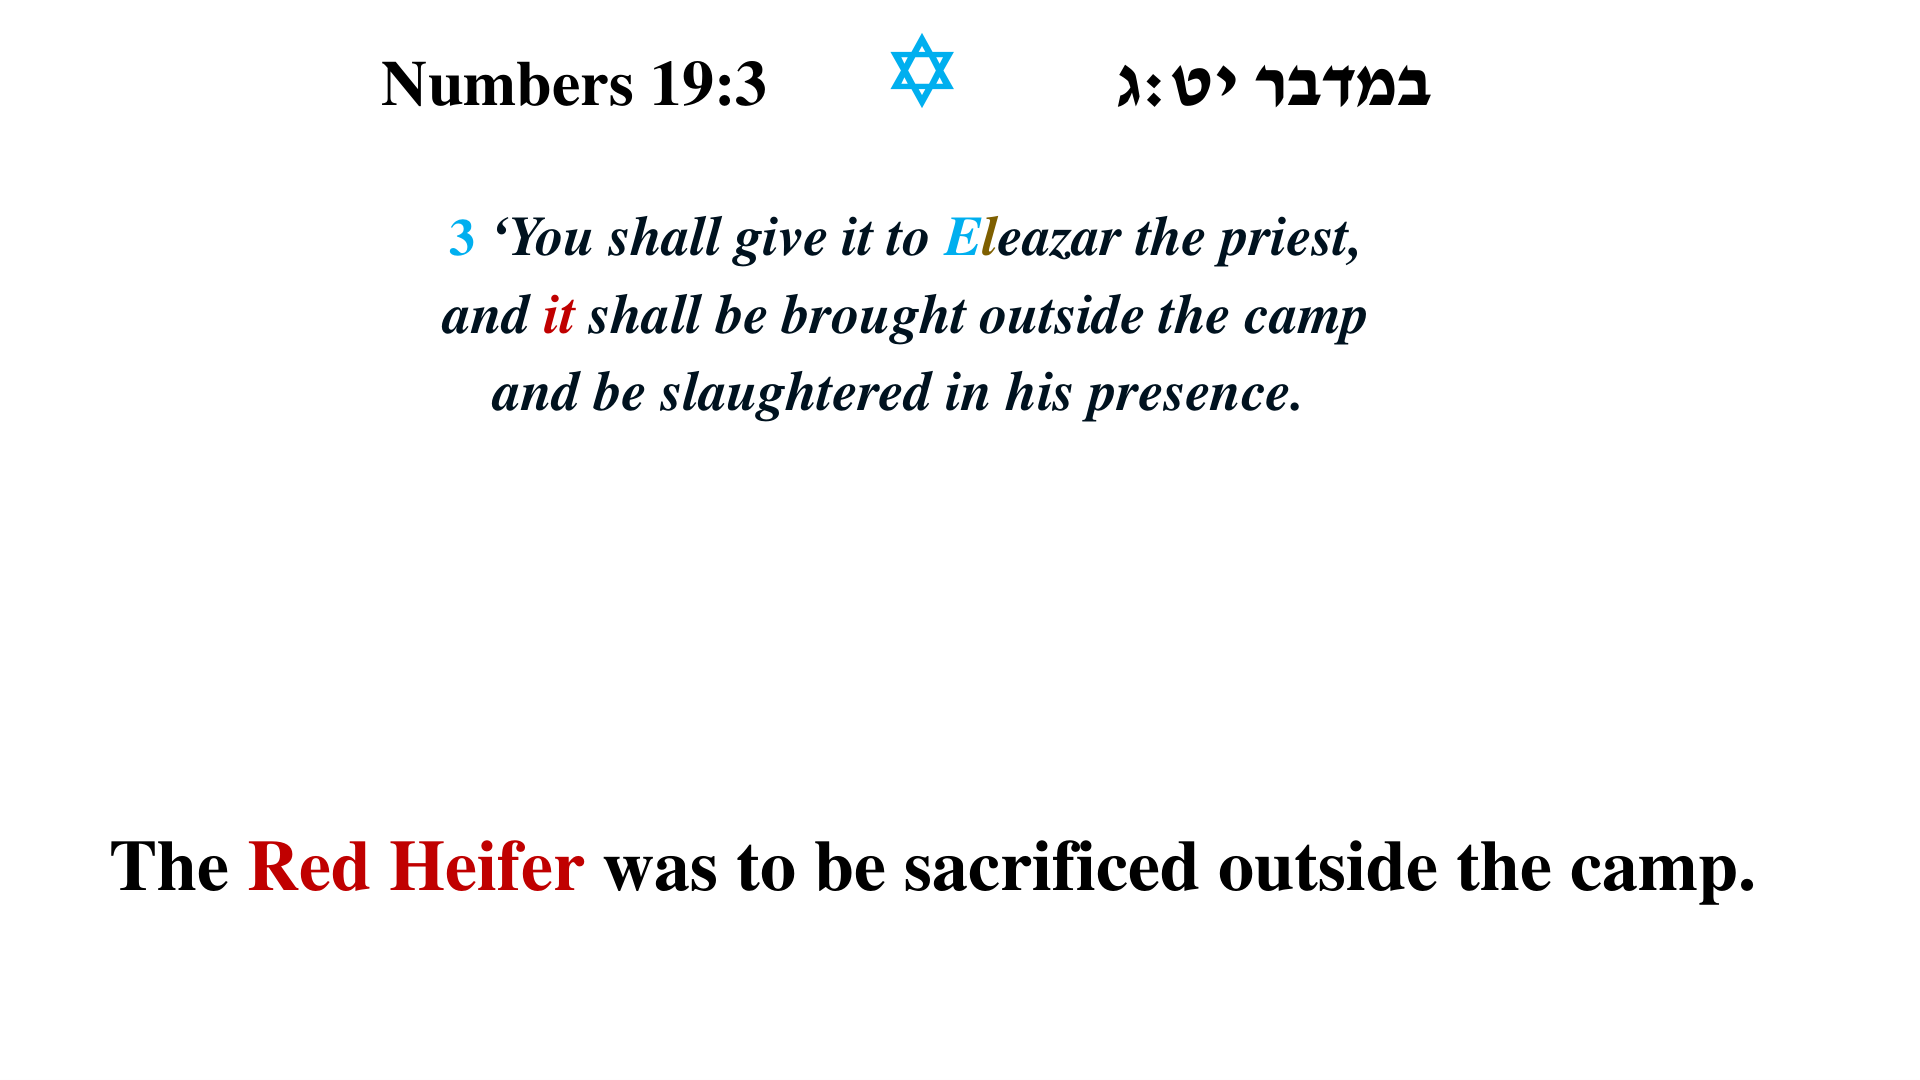 Numbers 19:3 ✡ במדבר יט:ג
3 ‘You shall give it to Eleazar the priest,
and it shall be brought outside the camp
and be slaughtered in his presence.
The Red Heifer was to be sacrificed outside the camp.